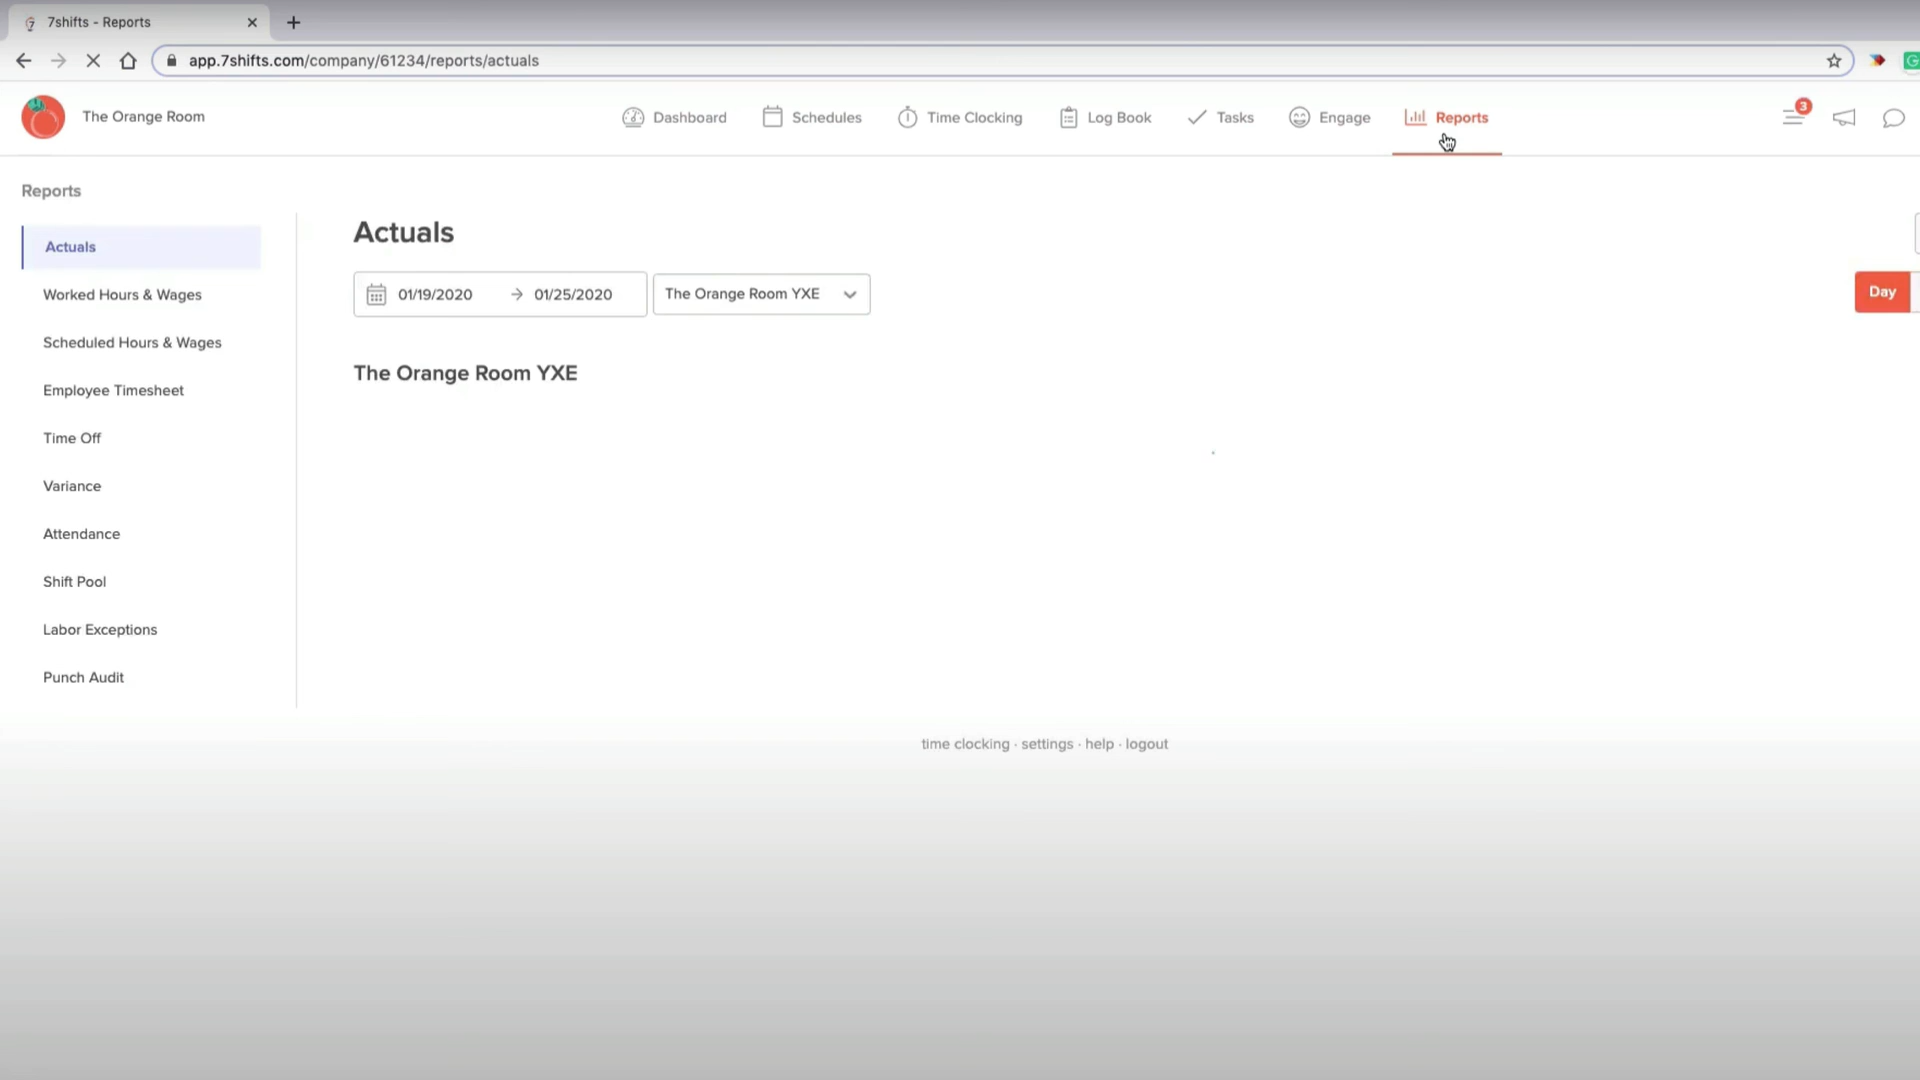 7shifts - Reports
app.7shifts.com/company/61234/reports/actuals
The Orange Room
Dashboard
Schedules
Time Clocking
Log Book
Tasks
Engage
Reports
3
Reports
Actuals
Worked Hours & Wages
Scheduled Hours & Wages
Employee Timesheet
Time Off
Variance
Attendance
Shift Pool
Labor Exceptions
Punch Audit
Actuals
01/19/2020 → 01/25/2020
The Orange Room YXE
Day
The Orange Room YXE
time clocking · settings · help · logout